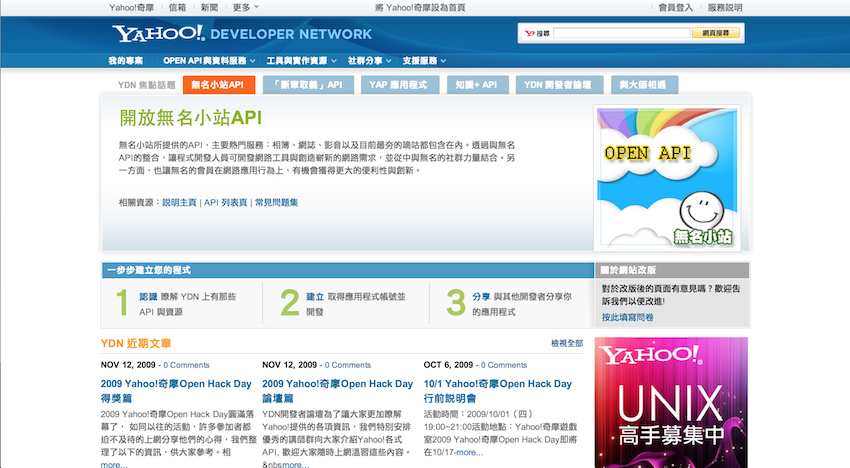 Yahoo!奇摩 信箱 新聞 更多 將 Yahoo!奇摩設為首頁 會員登入 服務說明
YAHOO! DEVELOPER NETWORK
Y! 搜尋 網頁搜尋
我的專案 OPEN API與資料服務 工具與實作資源 社群分享 支援服務
YDN 焦點話題 無名小站API 「斷章取義」API YAP 應用程式 知識+ API YDN 開發者論壇 與大師相遇
開放無名小站API
無名小站所提供的API，主要熱門服務：相簿、網誌、影音以及目前最夯的嘀站都包含在內。透過與無名
API的整合，讓程式開發人員可開發網路工具與創造嶄新的網路需求，並從中與無名的社群力量結合。另
一方面，也讓無名的會員在網路應用行為上，有機會獲得更大的便利性與創新。
相關資源：說明主頁 | API 列表頁 | 常見問題集
OPEN API
無名小站
一步步建立您的程式
1 認識 瞭解 YDN 上有那些
API 與資源
2 建立 取得應用程式帳號並
開發
3 分享 與其他開發者分享你
的應用程式
關於網站改版
對於改版後的頁面有意見嗎？歡迎告
訴我們以便改進!
按此填寫問卷
YDN 近期文章 檢視全部
NOV 12, 2009 - 0 Comments
2009 Yahoo!奇摩Open Hack Day
得獎篇
2009 Yahoo!奇摩Open Hack Day圓滿落
幕了， 如同以往的活動，許多參加者都
迫不及待的上網分享他們的心得，我們整
理了以下的資訊，供大家參考。相
more...
NOV 12, 2009 - 0 Comments
2009 Yahoo!奇摩Open Hack Day
論壇篇
YDN開發者論壇為了讓大家更加瞭解
Yahoo!提供的各項資訊，我們特別安排
優秀的講師群向大家介紹Yahoo!各式
API, 歡迎大家隨時上網溫習這些內容。
&nbsmore...
OCT 6, 2009 - 0 Comments
10/1 Yahoo!奇摩Open Hack Day
行前說明會
活動時間：2009/10/01（四）
19:00~21:00活動地點：Yahoo!奇摩遊戲
室2009 Yahoo!奇摩Open Hack Day即將
在10/17-more...
YAHOO!
UNIX
高手募集中